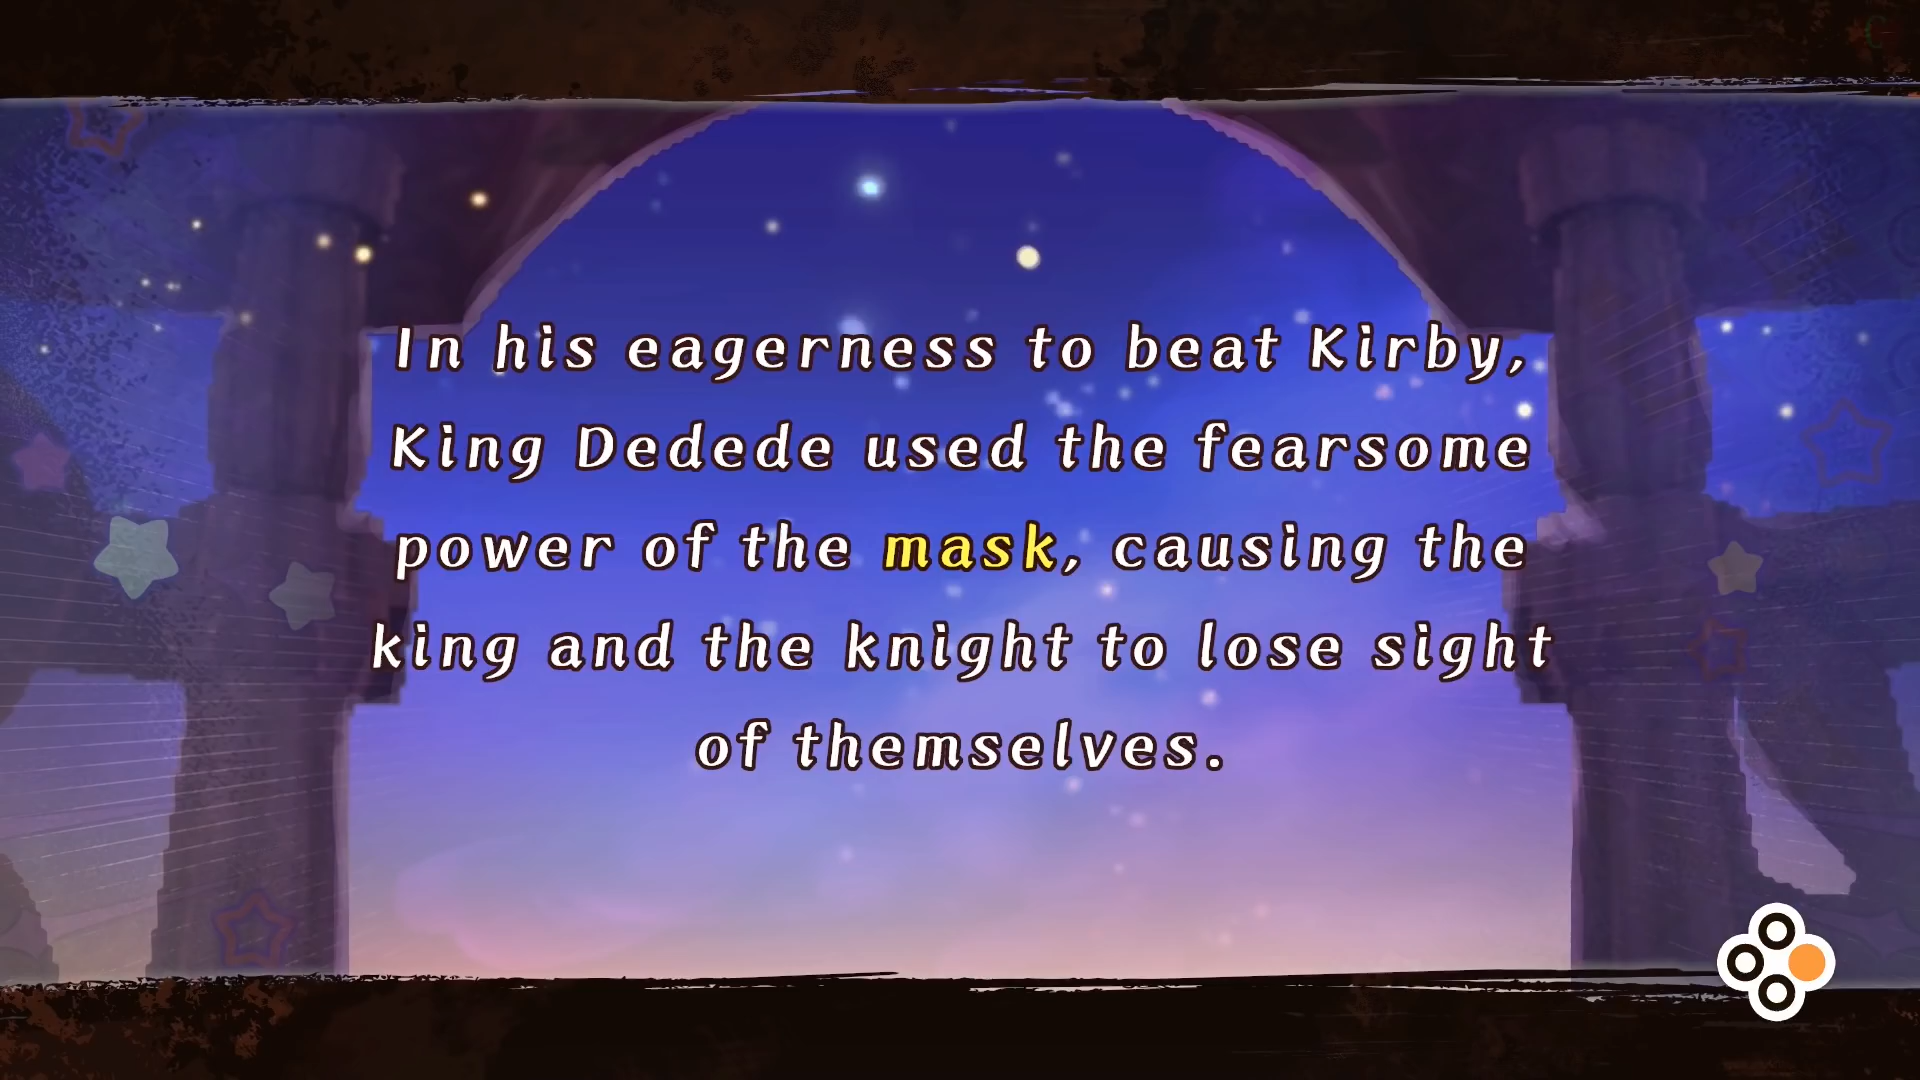 In his eagerness to beat Kirby,
King Dedede used the fearsome
power of the mask, causing the
king and the knight to lose sight
of themselves.